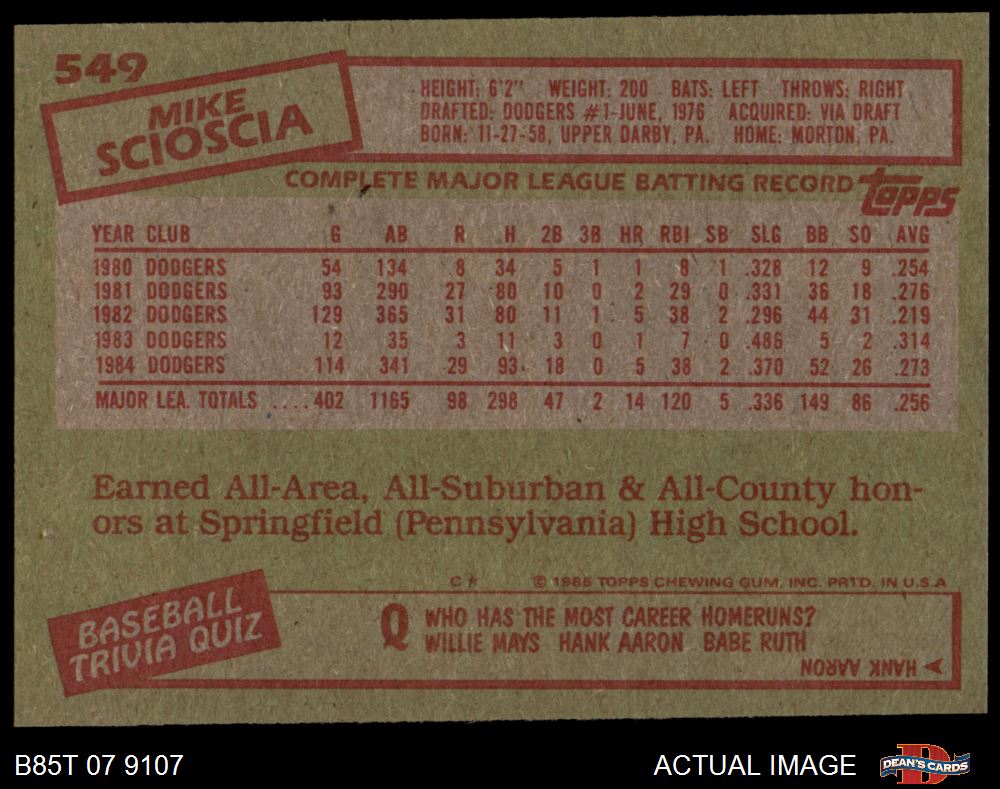 549
MIKE
SCIOSCIA
HEIGHT: 6'2" WEIGHT: 200 BATS: LEFT THROWS: RIGHT
DRAFTED: DODGERS #1-JUNE, 1976 ACQUIRED: VIA DRAFT
BORN: 11-27-58, UPPER DARBY, PA. HOME: MORTON, PA.
COMPLETE MAJOR LEAGUE BATTING RECORD topps
YEAR CLUB G AB R H 2B 3B HR RBI SB SLG BB SO AVG
1980 DODGERS 54 134 8 34 5 1 1 8 1 .328 12 9 .254
1981 DODGERS 93 290 27 80 10 0 2 29 0 .331 36 18 .276
1982 DODGERS 129 365 31 80 11 1 5 38 2 .296 44 31 .219
1983 DODGERS 12 35 3 11 3 0 1 7 0 .486 5 2 .314
1984 DODGERS 114 341 29 93 18 0 5 38 2 .370 52 26 .273
MAJOR LEA. TOTALS ....402 1165 98 298 47 2 14 120 5 .336 149 86 .256
Earned All-Area, All-Suburban & All-County hon-
ors at Springfield (Pennsylvania) High School.
C* © 1985 TOPPS CHEWING GUM, INC. PRTD. IN U.S.A
BASEBALL
TRIVIA QUIZ
Q WHO HAS THE MOST CAREER HOMERUNS?
WILLIE MAYS HANK AARON BABE RUTH
HANK AARON
B85T 07 9107
ACTUAL IMAGE
DEAN'S CARDS